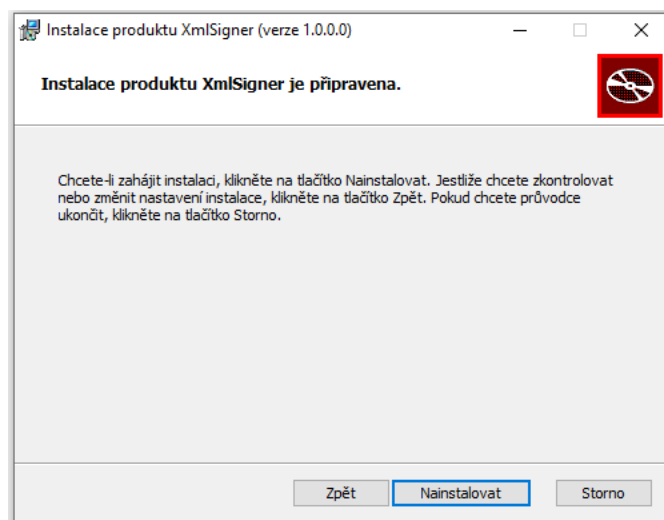 Instalace produktu XmlSigner (verze 1.0.0.0)
Instalace produktu XmlSigner je připravena.
Chcete-li zahájit instalaci, klikněte na tlačítko Nainstalovat. Jestliže chcete zkontrolovat
nebo změnit nastavení instalace, klikněte na tlačítko Zpět. Pokud chcete průvodce
ukončit, klikněte na tlačítko Storno.
Zpět
Nainstalovat
Storno